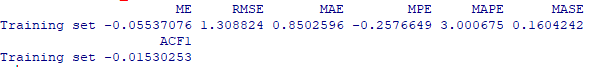 ME RMSE MAE MPE MAPE MASE
Training set -0.05537076 1.308824 0.8502596 -0.2576649 3.000675 0.1604242
ACF1
Training set -0.01530253